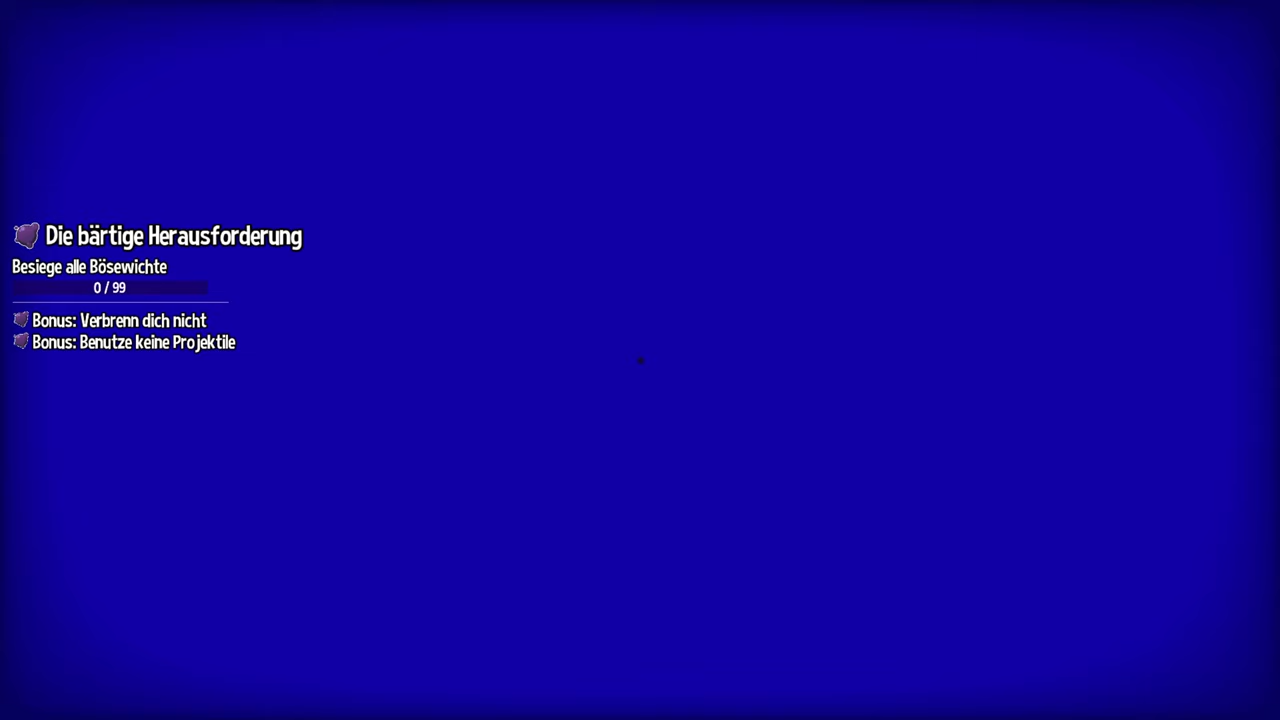 Die bärtige Herausforderung
Besiege alle Bösewichte
0 / 99
Bonus: Verbrenn dich nicht
Bonus: Benutze keine Projektile